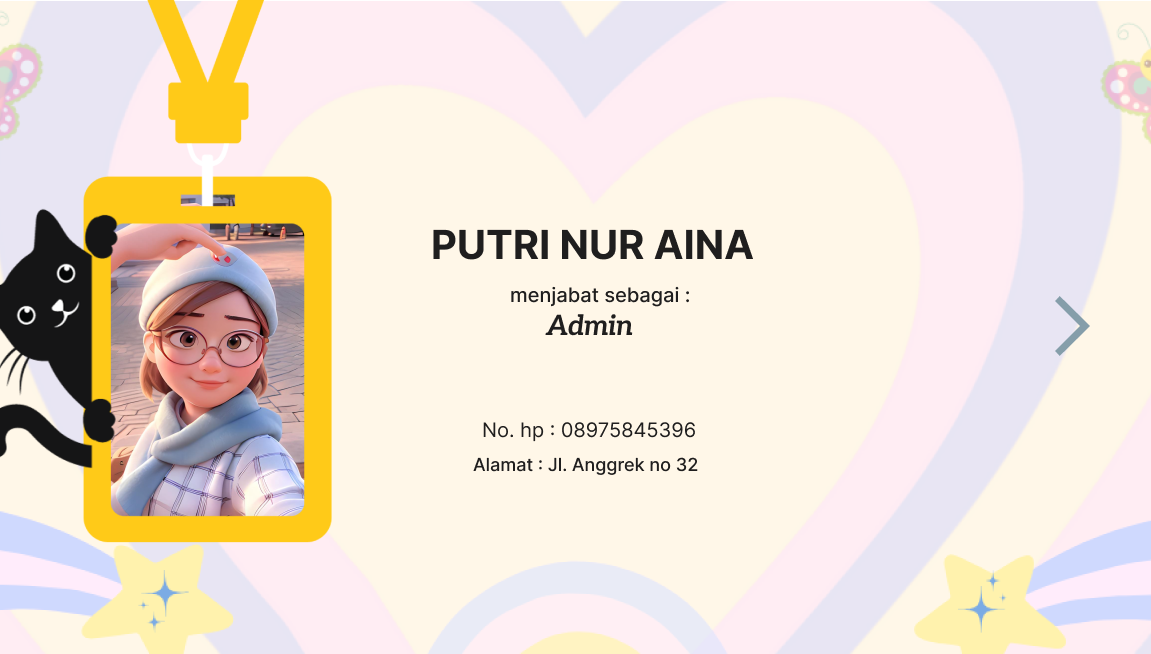 PUTRI NUR AINA
menjabat sebagai :
Admin
No. hp : 08975845396
Alamat : Jl. Anggrek no 32